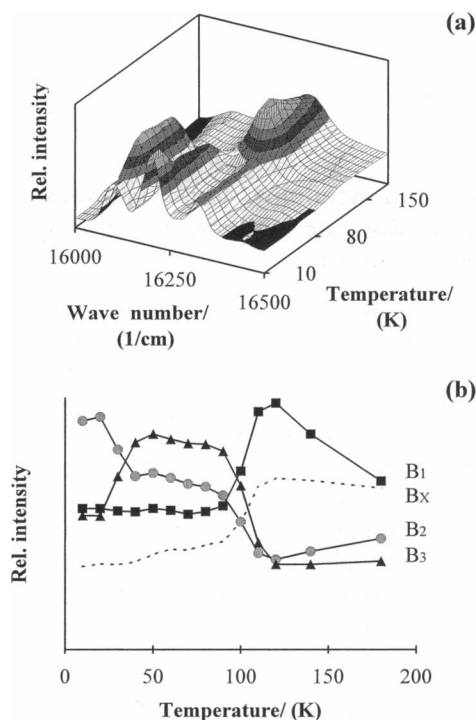 (a)
Rel. intensity
16000
16250
16500
10
80
150
Wave number/
(1/cm)
Temperature/
(K)
(b)
Rel. intensity
B1
BX
B2
B3
0
50
100
150
200
Temperature/ (K)